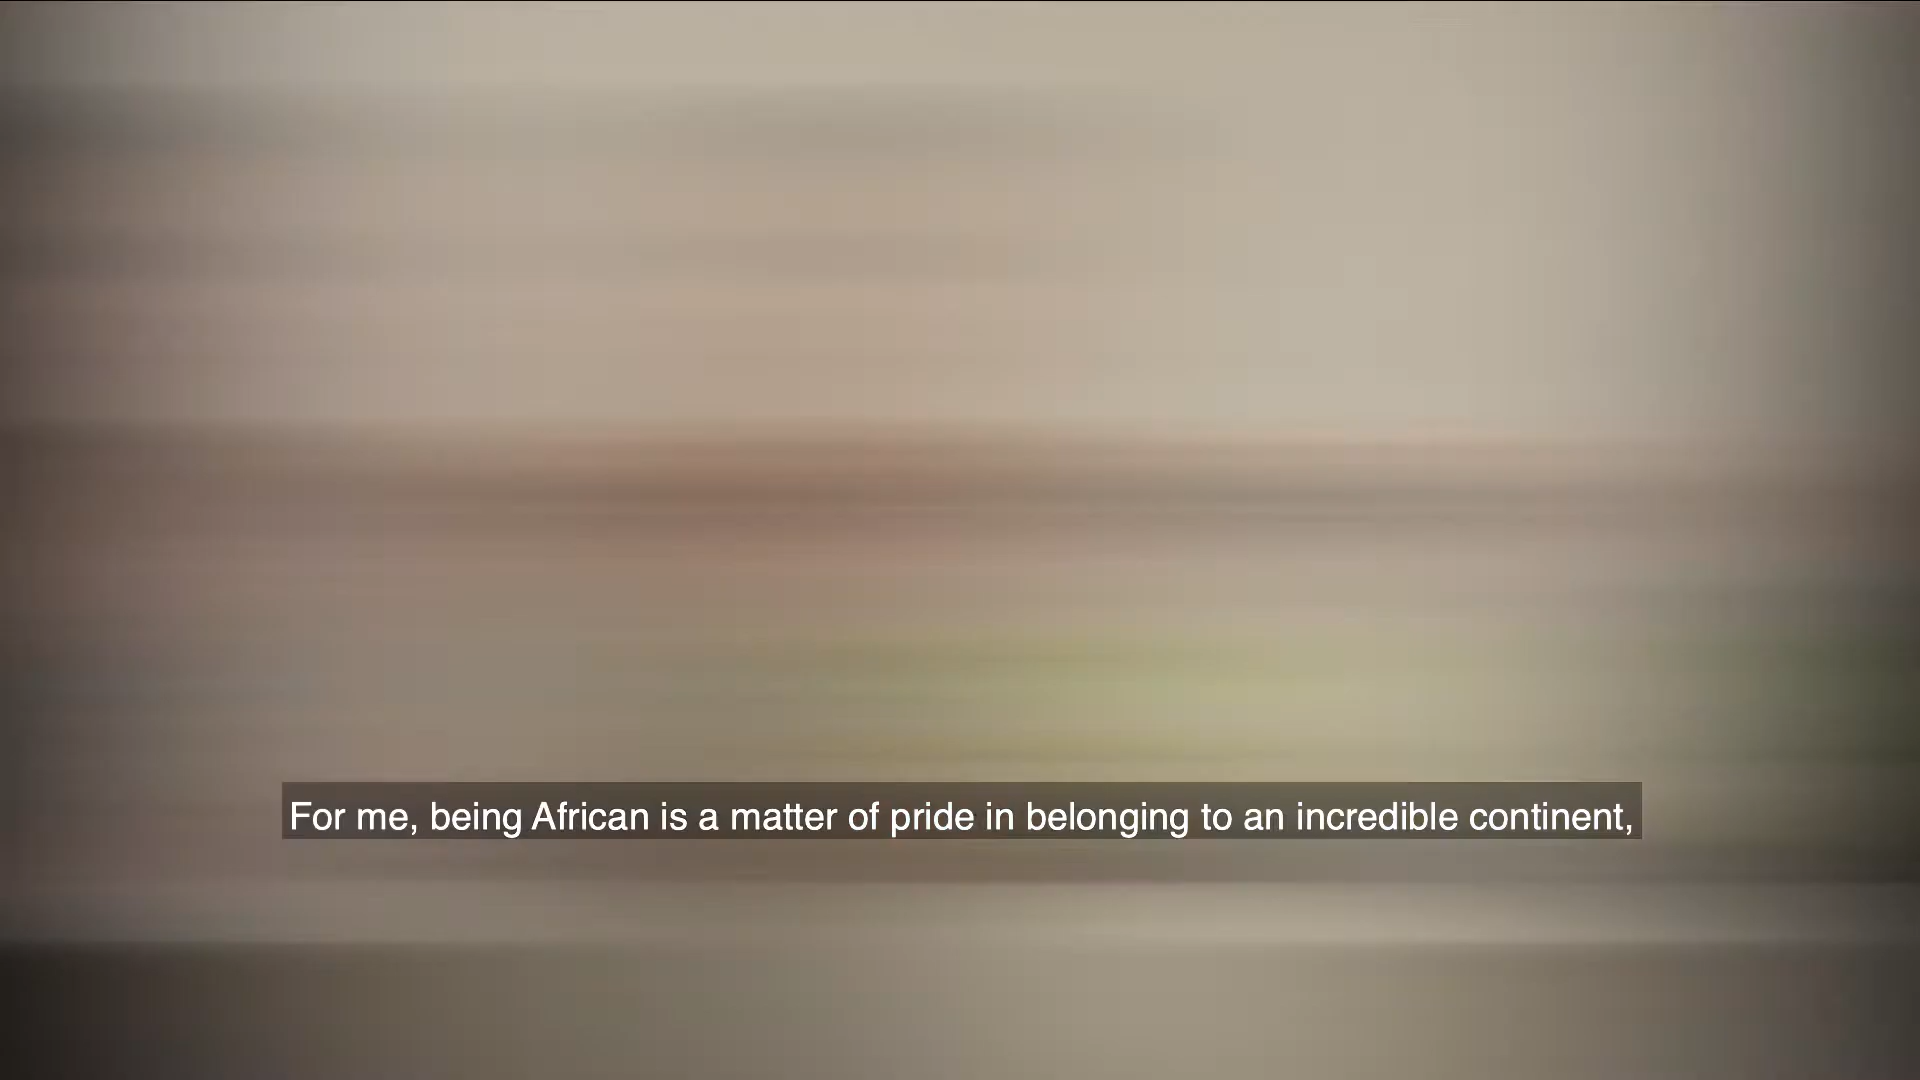 For me, being African is a matter of pride in belonging to an incredible continent,